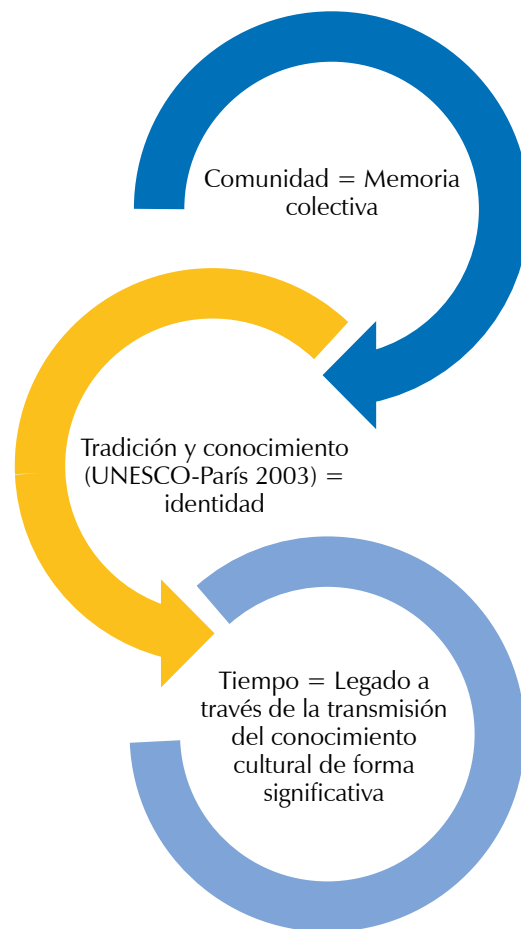 Comunidad = Memoria
colectiva
Tradición y conocimiento
(UNESCO-París 2003) =
identidad
Tiempo = Legado a
través de la transmisión
del conocimiento
cultural de forma
significativa